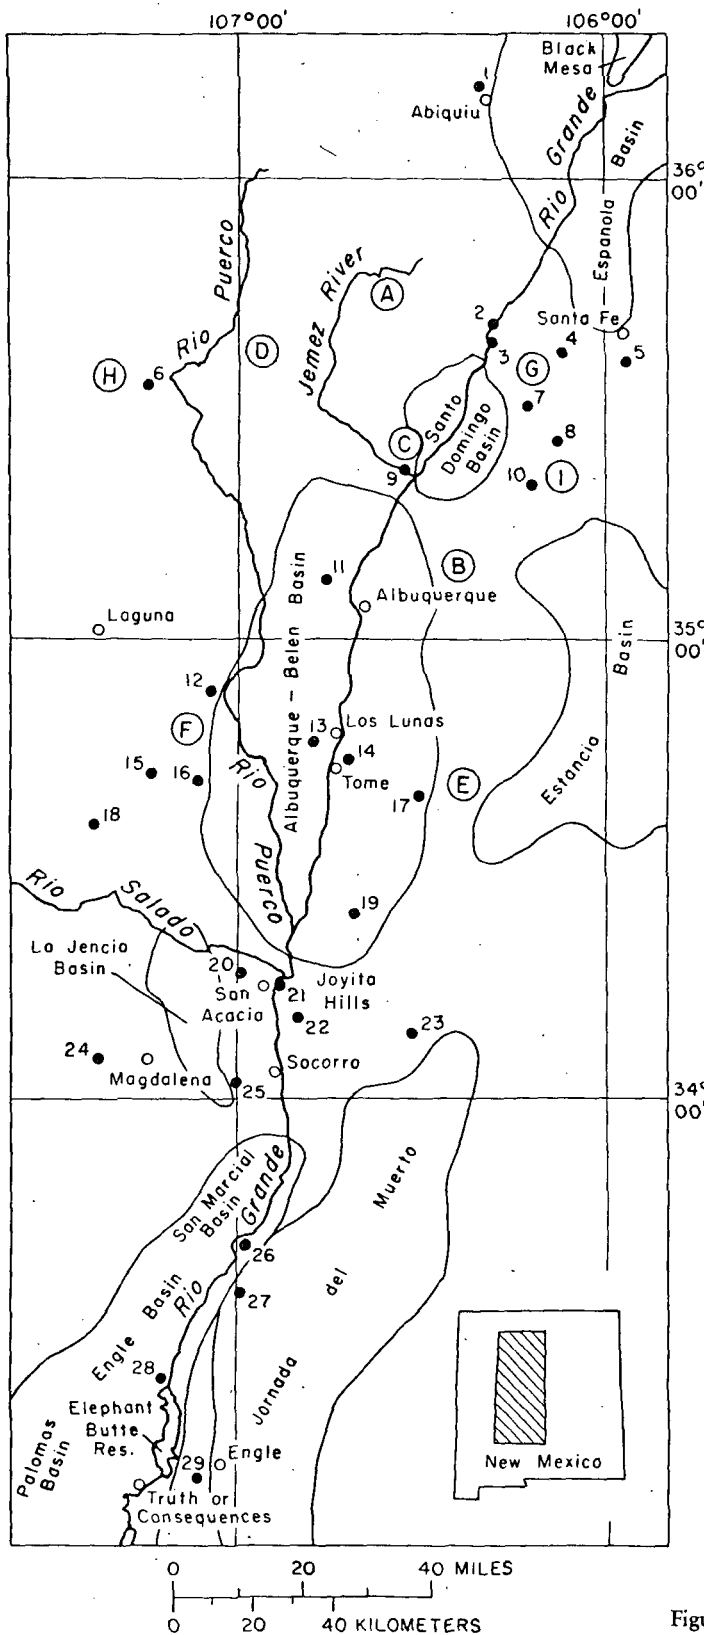 107°00'
106°00'
Black
Mesa
1
Abiquiu
Rio Grande
Espanola Basin
36°
00'
Rio Puerco
Jemez River
A
2
Santa Fe
3
4
5
D
H
6
G
7
Santo
Domingo
Basin
8
C
9
10
I
B
11
Albuquerque
Albuquerque – Belen Basin
Laguna
35°
00'
Estancia Basin
12
F
13
Los Lunas
14
Tome
15
16
E
17
18
Rio Puerco
Rio Salado
19
La Jencia
Basin
20
San
Acacia
21
Joyita
Hills
22
23
24
Magdalena
Socorro
25
34°
00'
San Marcial
Basin
Rio Grande
Jornada del Muerto
26
27
Engle Basin
28
Elephant
Butte
Res.
Palomas
Basin
29
Engle
Truth or
Consequences
New Mexico
0 20 40 MILES
0 20 40 KILOMETERS
Figu